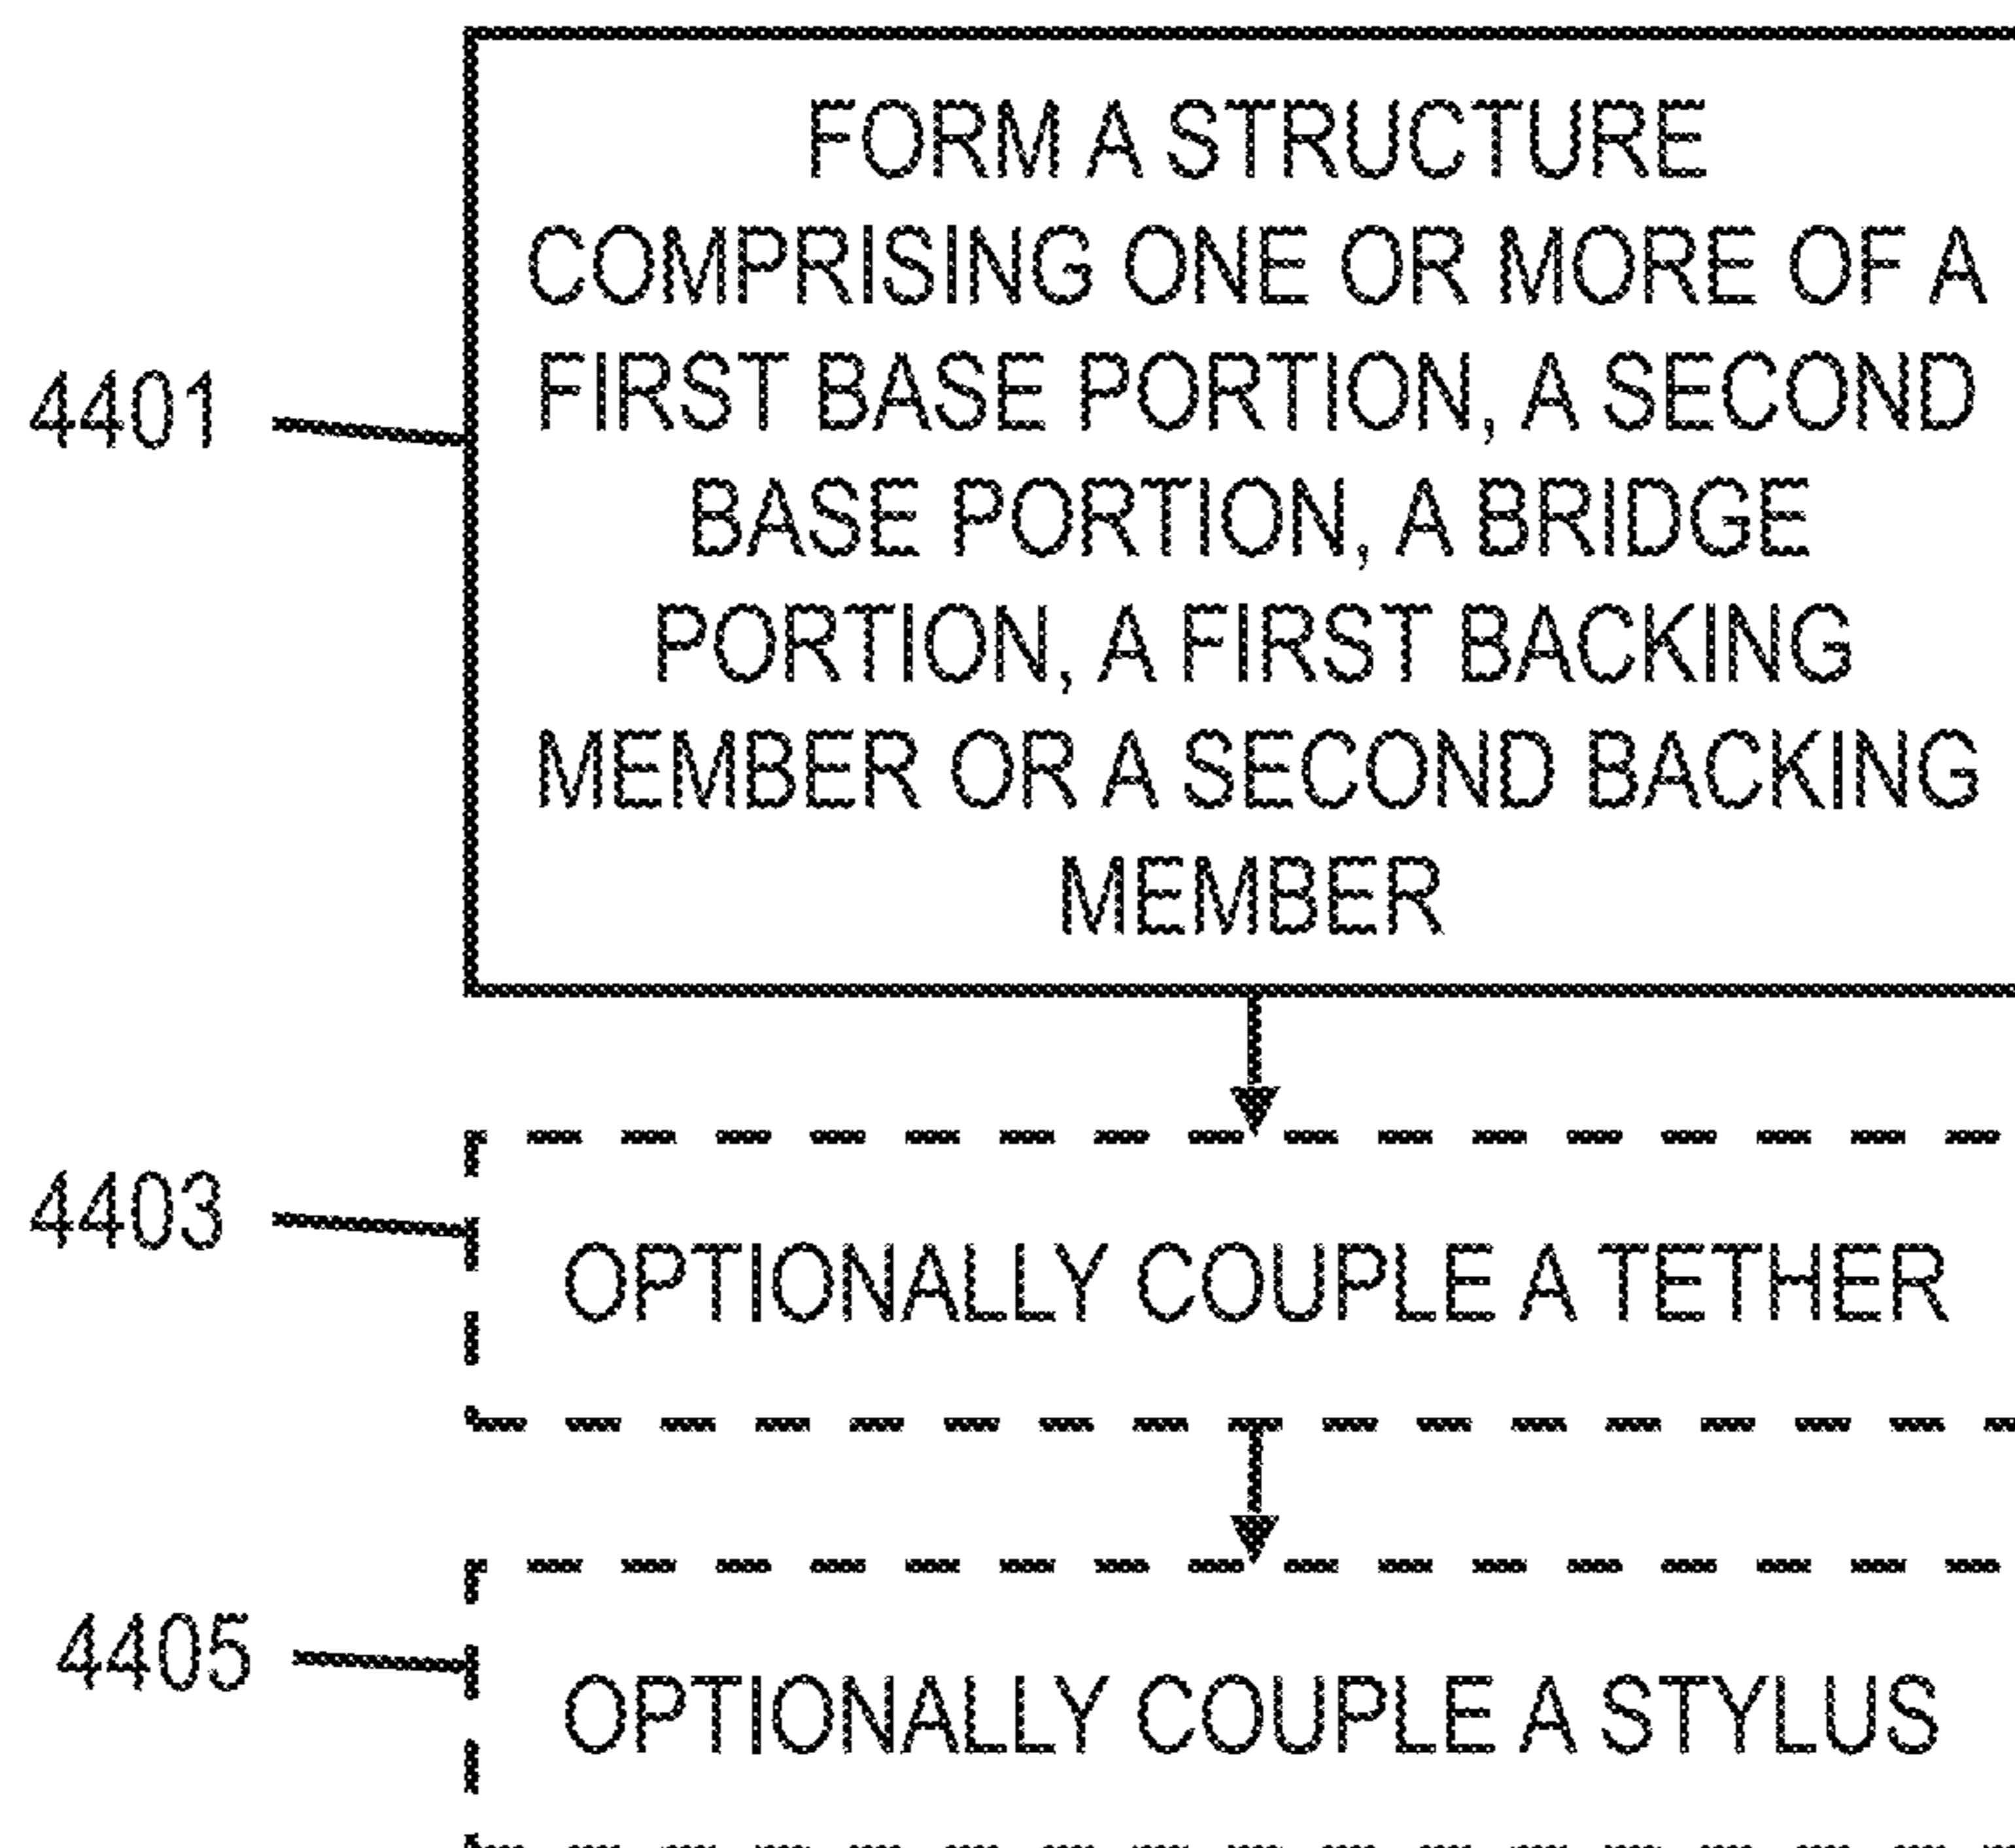 FORM A STRUCTURE
COMPRISING ONE OR MORE OF A
4401 FIRST BASE PORTION, A SECOND
BASE PORTION, A BRIDGE
PORTION, A FIRST BACKING
MEMBER OR A SECOND BACKING
MEMBER
4403 OPTIONALLY COUPLE A TETHER
4405 OPTIONALLY COUPLE A STYLUS